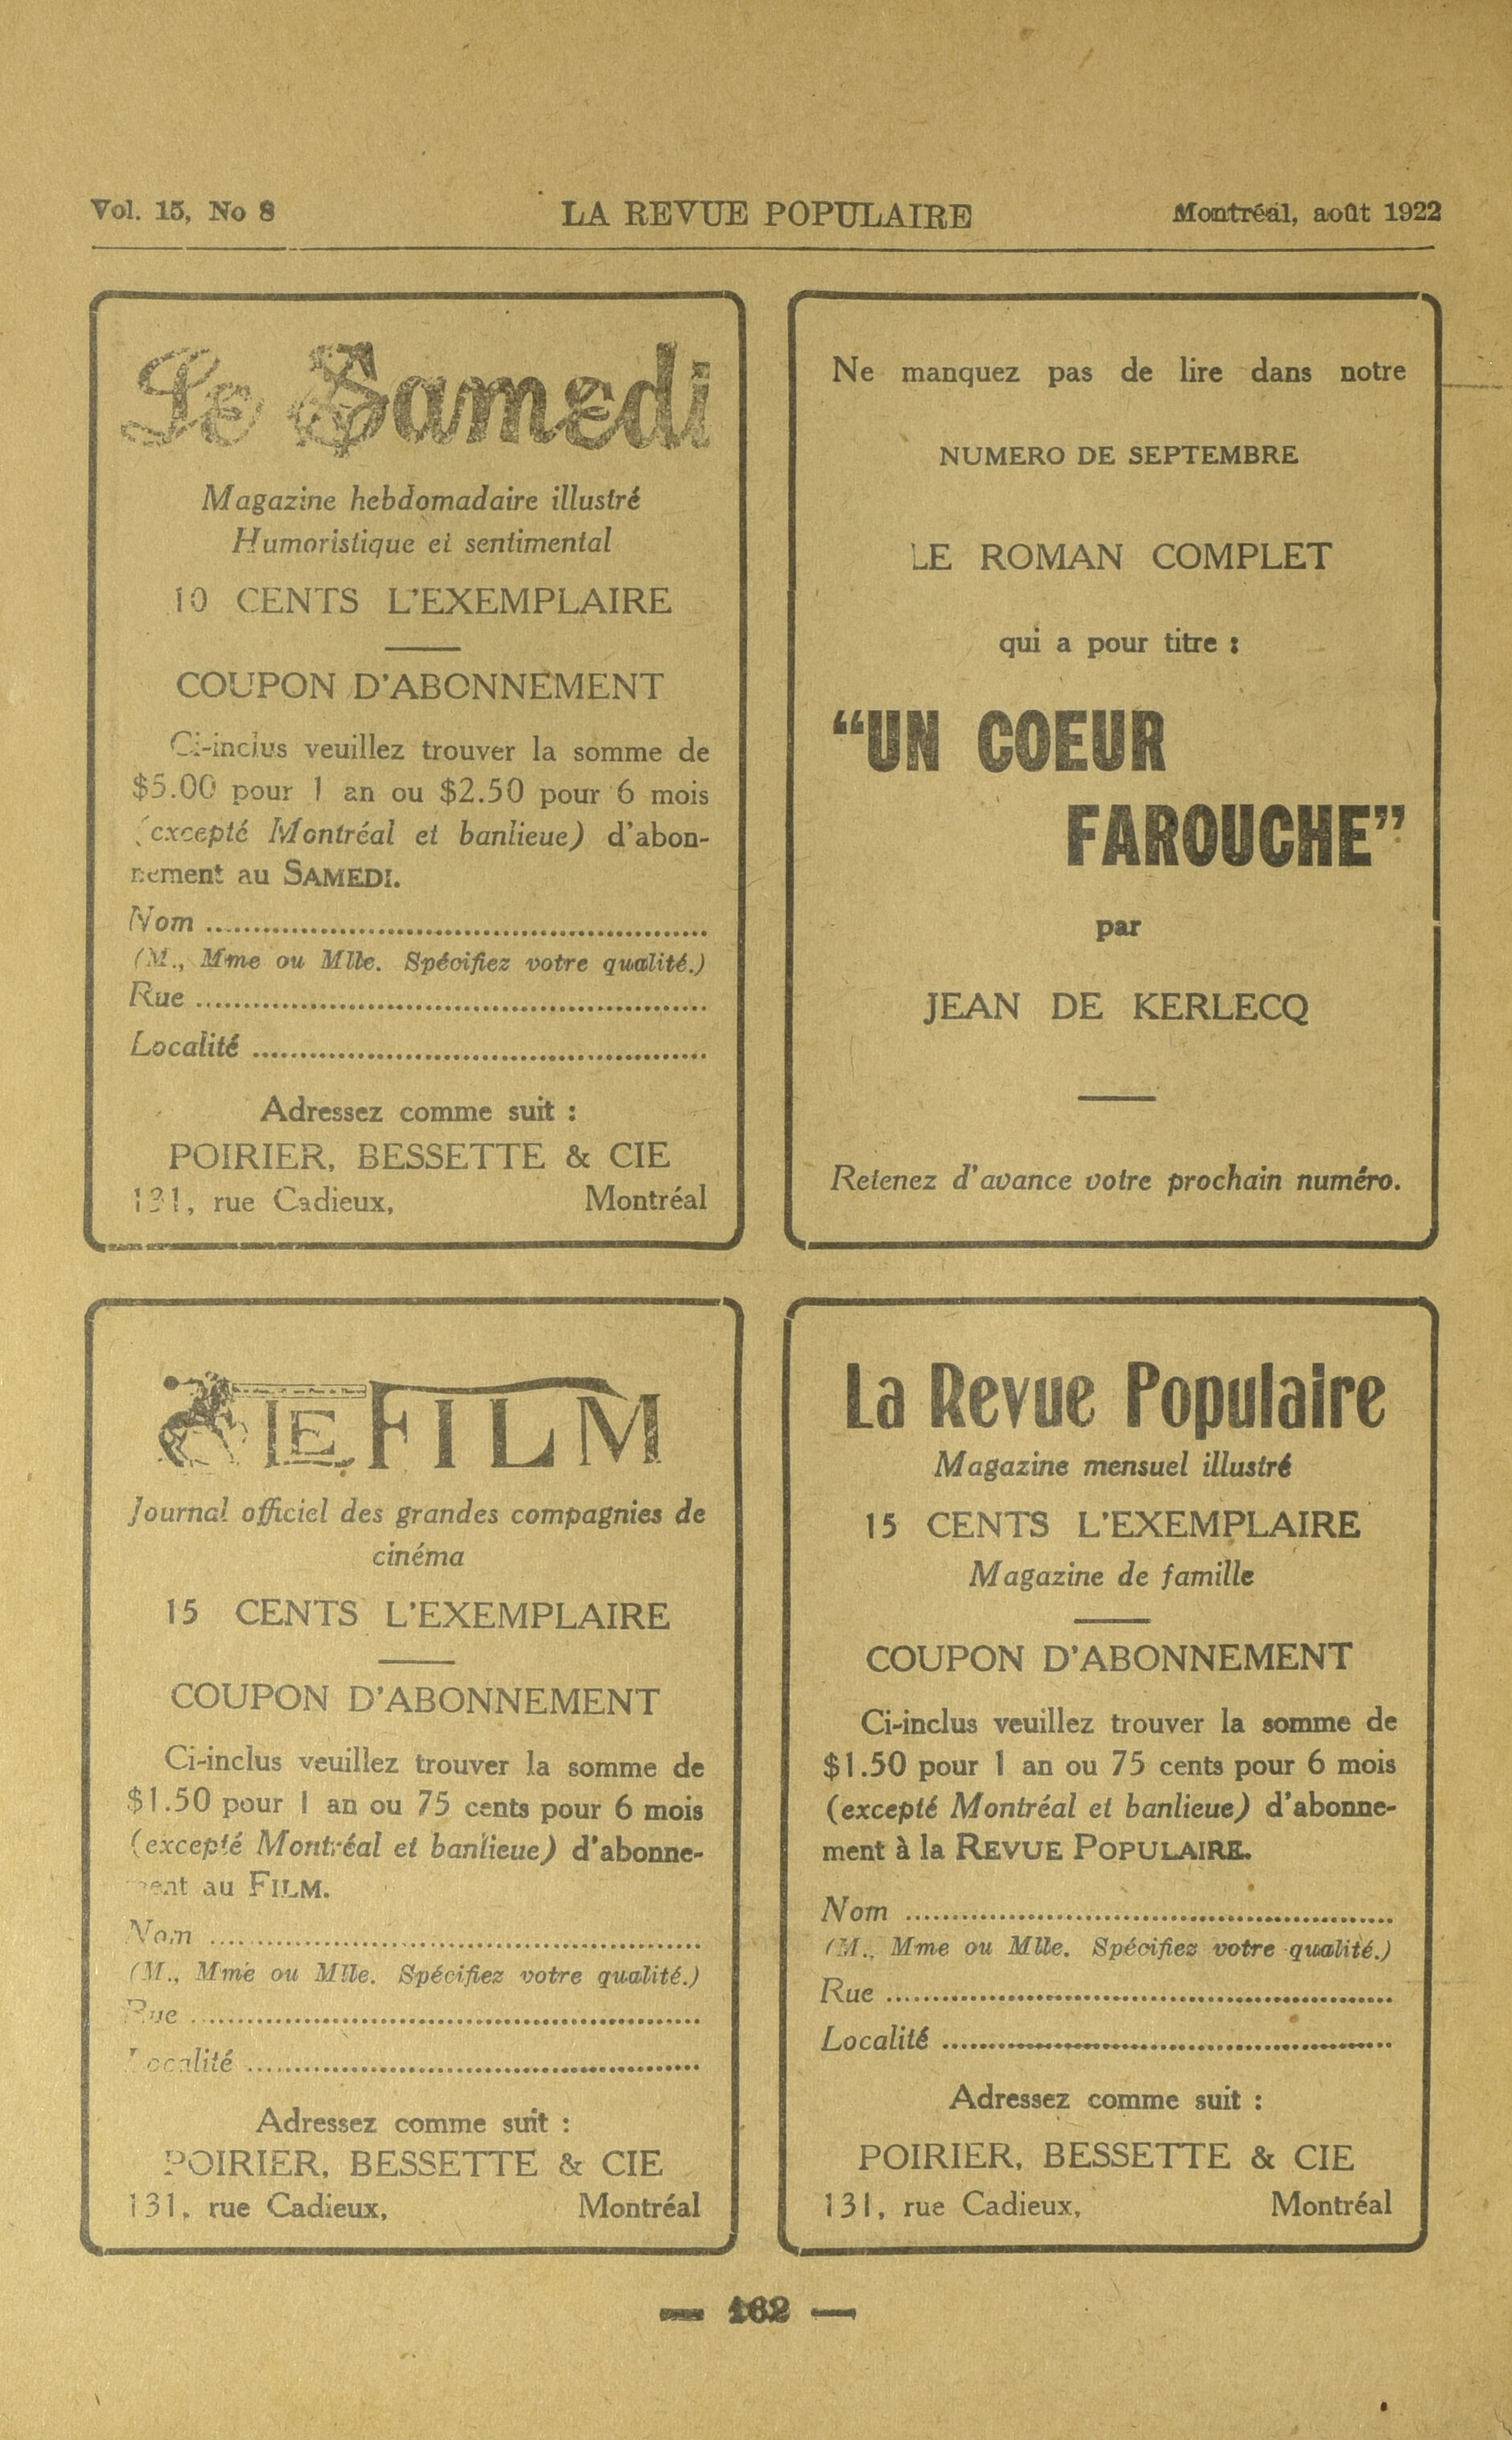 Vol. 15, No 8 LA REVUE POPULAIRE Montréal, août 1922
Le Samedi
Magazine hebdomadaire illustré
Humoristique et sentimental
10 CENTS L'EXEMPLAIRE
COUPON D'ABONNEMENT
Ci-inclus veuillez trouver la somme de
$5.00 pour 1 an ou $2.50 pour 6 mois
(excepté Montréal et banlieue) d'abon-
nement au SAMEDI.
Nom
(M., Mme ou Mlle. Spécifiez votre qualité.)
Rue
Localité
Adressez comme suit :
POIRIER, BESSETTE & CIE
131, rue Cadieux, Montréal
Ne manquez pas de lire dans notre
NUMERO DE SEPTEMBRE
LE ROMAN COMPLET
qui a pour titre :
“UN COEUR
FAROUCHE”
par
JEAN DE KERLECQ
Retenez d'avance votre prochain numéro.
LE FILM
Journal officiel des grandes compagnies de
cinéma
15 CENTS L'EXEMPLAIRE
COUPON D'ABONNEMENT
Ci-inclus veuillez trouver la somme de
$1.50 pour 1 an ou 75 cents pour 6 mois
(excepté Montréal et banlieue) d'abonne-
ment au FILM.
Nom
(M., Mme ou Mlle. Spécifiez votre qualité.)
Rue
Localité
Adressez comme suit :
POIRIER, BESSETTE & CIE
131, rue Cadieux, Montréal
La Revue Populaire
Magazine mensuel illustré
15 CENTS L'EXEMPLAIRE
Magazine de famille
COUPON D'ABONNEMENT
Ci-inclus veuillez trouver la somme de
$1.50 pour 1 an ou 75 cents pour 6 mois
(excepté Montréal et banlieue) d'abonne-
ment à la REVUE POPULAIRE.
Nom
(M., Mme ou Mlle. Spécifiez votre qualité.)
Rue
Localité
Adressez comme suit :
POIRIER, BESSETTE & CIE
131, rue Cadieux, Montréal
— 162 —